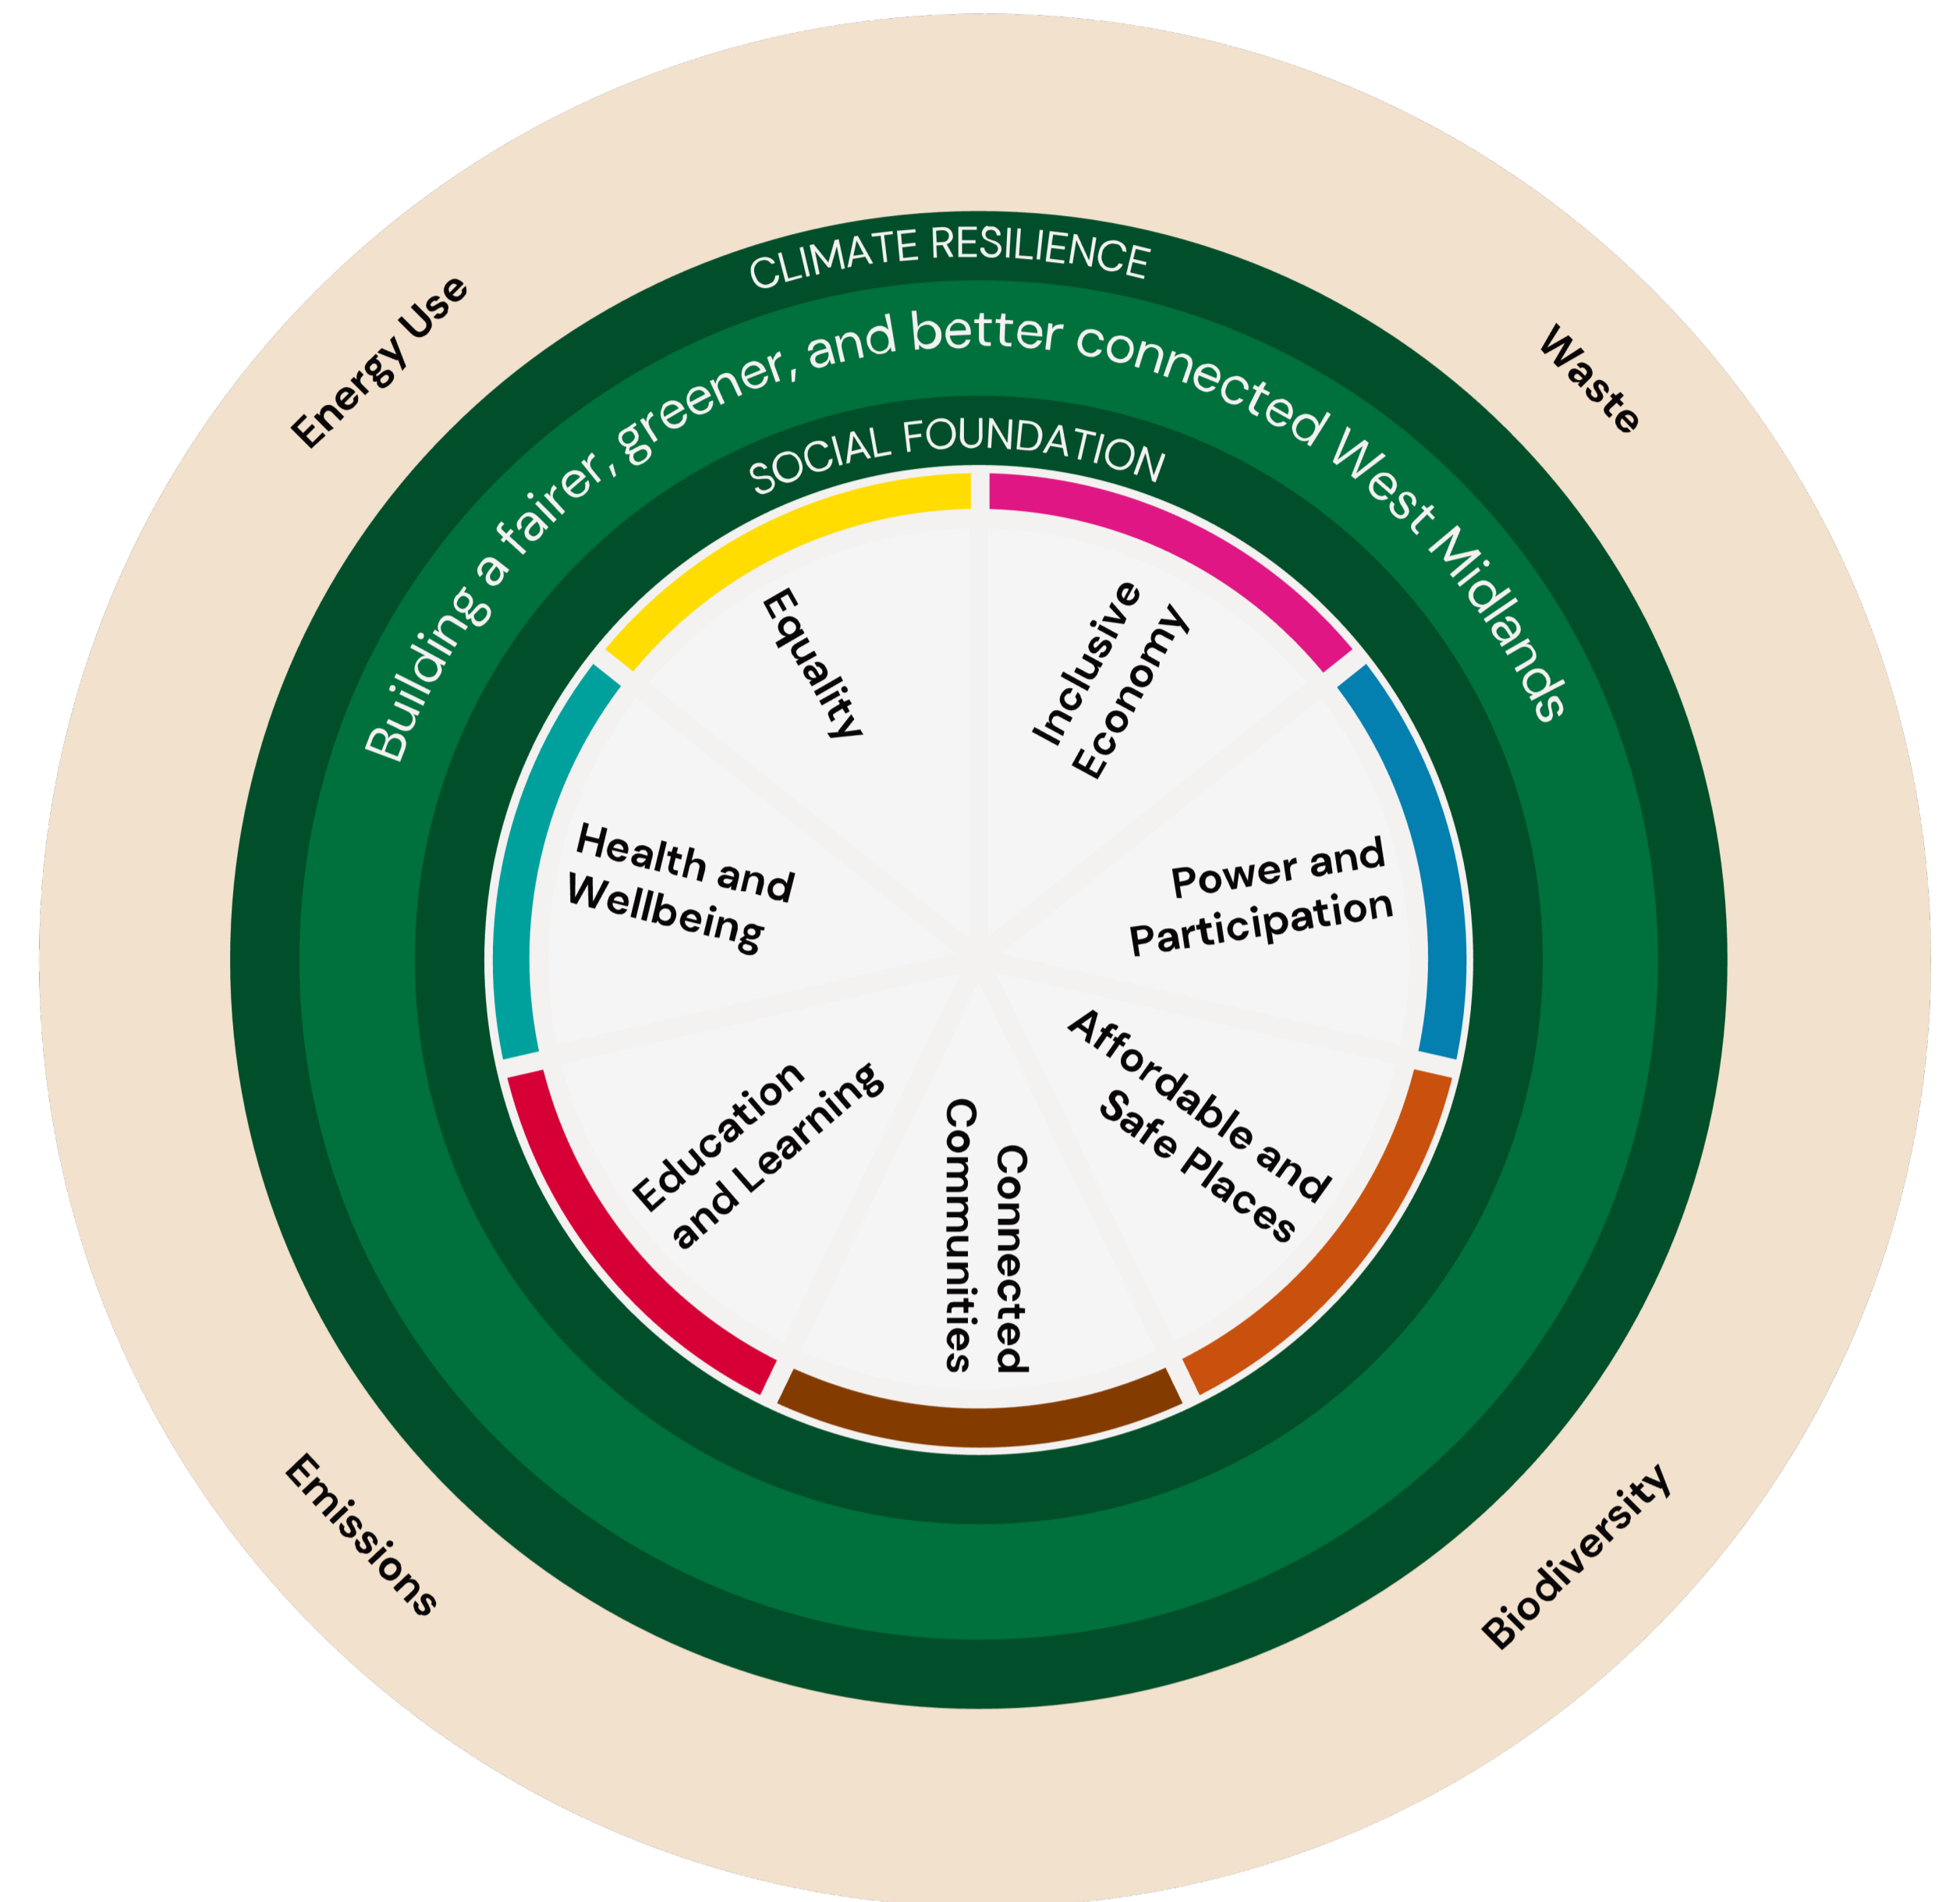 Energy Use
Waste
CLIMATE RESILIENCE
Building a fairer, greener, and better connected West Midlands
SOCIAL FOUNDATION
Equality
Inclusive
Economy
Health and
Wellbeing
Power and
Participation
Affordable and
Safe Places
Education
and Learning
Connected
Communities
Emissions
Biodiversity